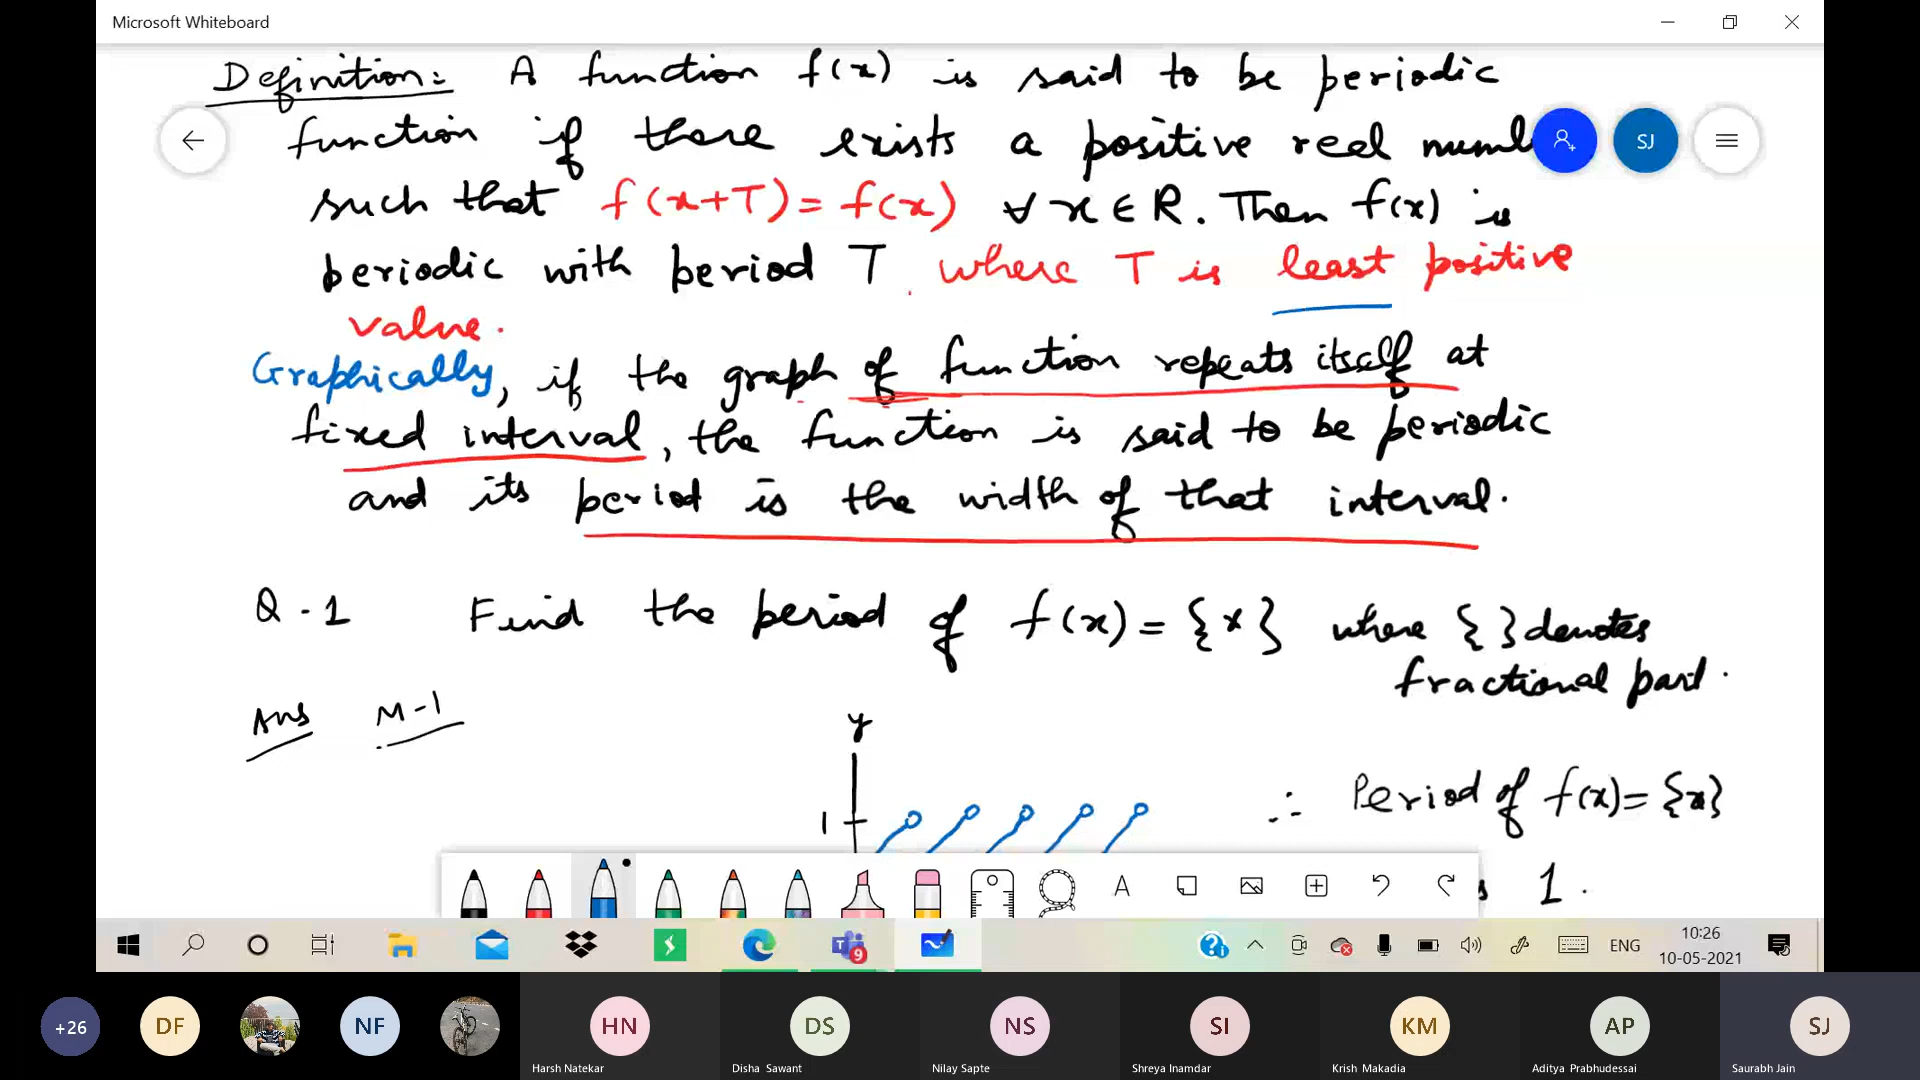 Microsoft Whiteboard
Definition: A function f(x) is said to be periodic
function if there exists a positive real numb
such that f(x+T) = f(x) ∀ x ∈ R. Then f(x) is
periodic with period T where T is least positive
value.
Graphically, if the graph of function repeats itself at
fixed interval, the function is said to be periodic
and its period is the width of that interval.
Q-1 Find the period of f(x) = {x} where { } denotes
fractional part.
Ans M-1
y
1
∴ Period of f(x) = {x}
s 1.
SJ
A
S
T
9
ENG
10:26
10-05-2021
+26
DF
NF
HN
DS
NS
SI
KM
AP
SJ
Harsh Natekar
Disha Sawant
Nilay Sapte
Shreya Inamdar
Krish Makadia
Aditya Prabhudessai
Saurabh Jain